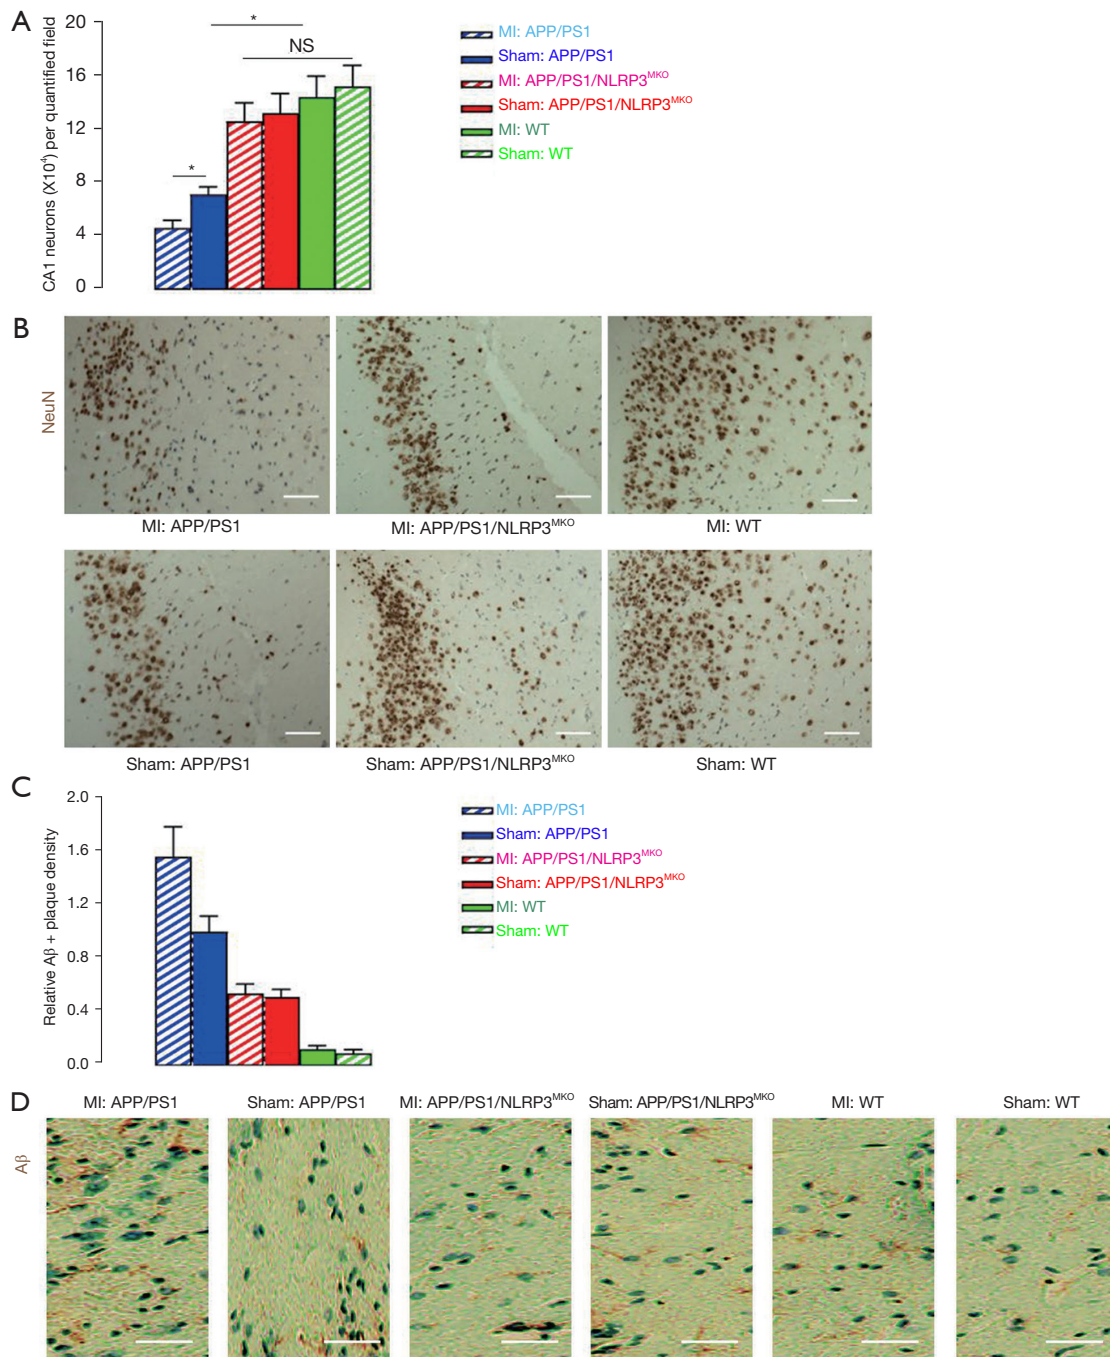 A
20
16
12
8
4
0
CA1 neurons (X10⁴) per quantified field
*
*
NS
MI: APP/PS1
Sham: APP/PS1
MI: APP/PS1/NLRP3ᴹᴷᴼ
Sham: APP/PS1/NLRP3ᴹᴷᴼ
MI: WT
Sham: WT
B
NeuN
MI: APP/PS1
MI: APP/PS1/NLRP3ᴹᴷᴼ
MI: WT
Sham: APP/PS1
Sham: APP/PS1/NLRP3ᴹᴷᴼ
Sham: WT
C
2.0
1.6
1.2
0.8
0.4
0.0
Relative Aβ + plaque density
MI: APP/PS1
Sham: APP/PS1
MI: APP/PS1/NLRP3ᴹᴷᴼ
Sham: APP/PS1/NLRP3ᴹᴷᴼ
MI: WT
Sham: WT
D
MI: APP/PS1
Sham: APP/PS1
MI: APP/PS1/NLRP3ᴹᴷᴼ
Sham: APP/PS1/NLRP3ᴹᴷᴼ
MI: WT
Sham: WT
Aβ